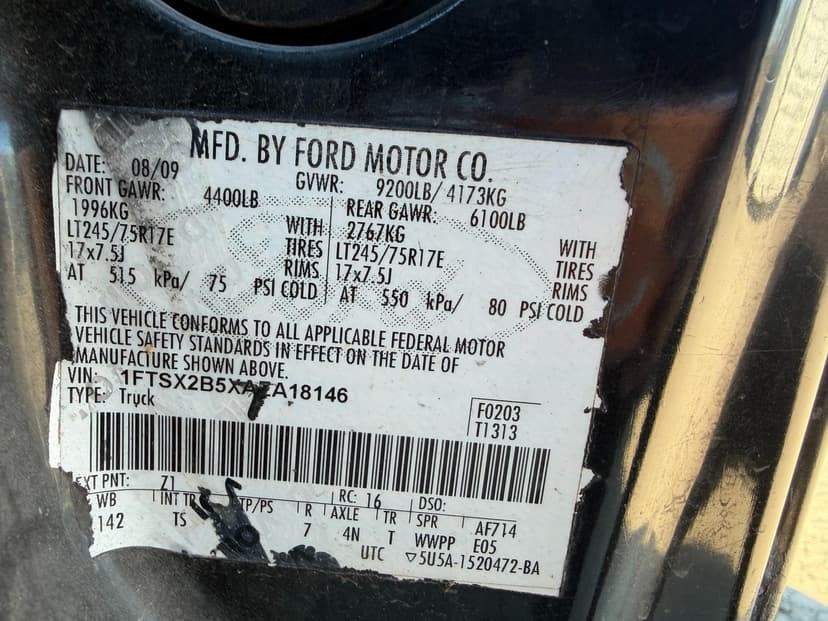 MFD. BY FORD MOTOR CO.
DATE: 08/09 GVWR: 9200LB/ 4173KG
FRONT GAWR: 4400LB REAR GAWR: 6100LB
1996KG WITH 2767KG WITH
LT245/75R17E TIRES LT245/75R17E TIRES
17x7.5J RIMS 17x7.5J RIMS
AT 515 kPa/ 75 PSI COLD AT 550 kPa/ 80 PSI COLD
THIS VEHICLE CONFORMS TO ALL APPLICABLE FEDERAL MOTOR
VEHICLE SAFETY STANDARDS IN EFFECT ON THE DATE OF
MANUFACTURE SHOWN ABOVE.
VIN: 1FTSX2B5XAEA18146
TYPE: Truck
F0203
T1313
EXT PNT: Z1 RC: 16 DSO:
WB INT TR TP/PS R AXLE TR SPR AF714
142 TS 7 4N T WWPP E05
UTC ▽5U5A-1520472-BA